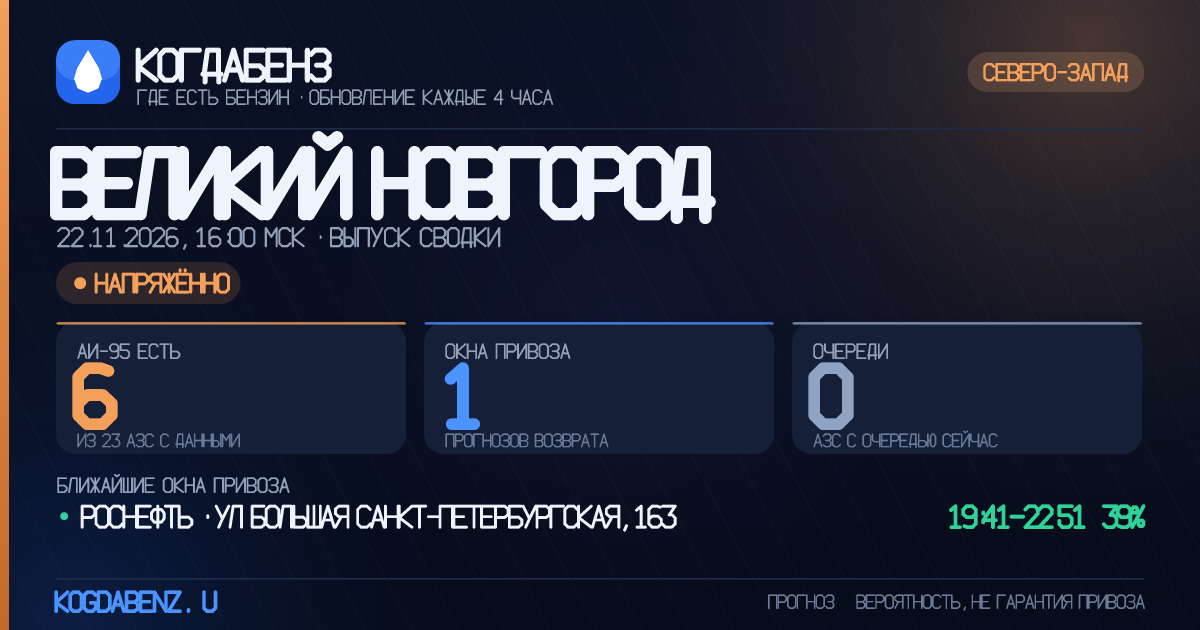 КОГДАБЕНЗ
ГДЕ ЕСТЬ БЕНЗИН · ОБНОВЛЕНИЕ КАЖДЫЕ 4 ЧАСА
СЕВЕРО-ЗАПАД
ВЕЛИКИЙ НОВГОРОД
22.11.2026, 16:00 МСК · ВЫПУСК СВОДКИ
• НАПРЯЖЁННО
АИ-95 ЕСТЬ
6
ИЗ 23 АЗС С ДАННЫМИ
ОКНА ПРИВОЗА
1
ПРОГНОЗОВ ВОЗВРАТА
ОЧЕРЕДИ
0
АЗС С ОЧЕРЕДЬЮ СЕЙЧАС
БЛИЖАЙШИЕ ОКНА ПРИВОЗА
• РОСНЕФТЬ · УЛ БОЛЬШАЯ САНКТ-ПЕТЕРБУРГСКАЯ, 163
19:41-22:51 39%
KOGDABENZ. U
ПРОГНОЗ ВЕРОЯТНОСТЬ, НЕ ГАРАНТИЯ ПРИВОЗА